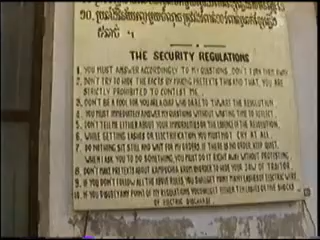 THE SECURITY REGULATIONS
1. YOU MUST ANSWER ACCORDINGLY TO MY QUESTIONS. DON'T TURN THEM AWAY
2. DON'T TRY TO HIDE THE FACTS BY MAKING PRETEXTS THIS AND THAT. YOU ARE
STRICTLY PROHIBITED TO CONTEST ME.
3. DON'T BE A FOOL FOR YOU ARE A CHAP WHO DARE TO THWART THE REVOLUTION.
4. YOU MUST IMMEDIATELY ANSWER MY QUESTIONS WITHOUT WASTING TIME TO REFLECT.
5. DON'T TELL ME EITHER ABOUT YOUR IMMORALITIES OR THE ESSENCE OF THE REVOLUTION.
6. WHILE GETTING LASHES OR ELECTRIFICATION YOU MUST NOT CRY AT ALL.
7. DO NOTHING. SIT STILL AND WAIT FOR MY ORDERS. IF THERE IS NO ORDER, KEEP QUIET.
WHEN I ASK YOU TO DO SOMETHING, YOU MUST DO IT RIGHT AWAY WITHOUT PROTESTING.
8. DON'T MAKE PRETEXTS ABOUT KAMPUCHEA KROM IN ORDER TO HIDE YOUR JAW OF TRAITOR.
9. IF YOU DON'T FOLLOW ALL THE ABOVE RULES, YOU SHALL GET MANY LASHES OF ELECTRIC WIRE.
10. IF YOU DISOBEY ANY POINT OF MY REGULATIONS YOU SHALL GET EITHER TEN LASHES OR FIVE SHOCKS
OF ELECTRIC DISCHARGE.